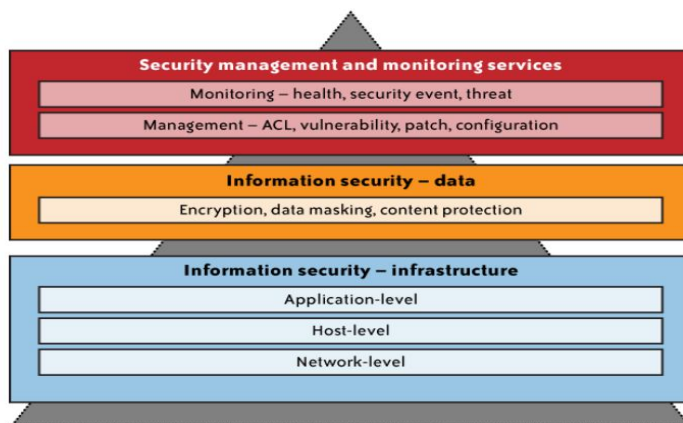 Security management and monitoring services
Monitoring – health, security event, threat
Management – ACL, vulnerability, patch, configuration
Information security – data
Encryption, data masking, content protection
Information security – infrastructure
Application-level
Host-level
Network-level